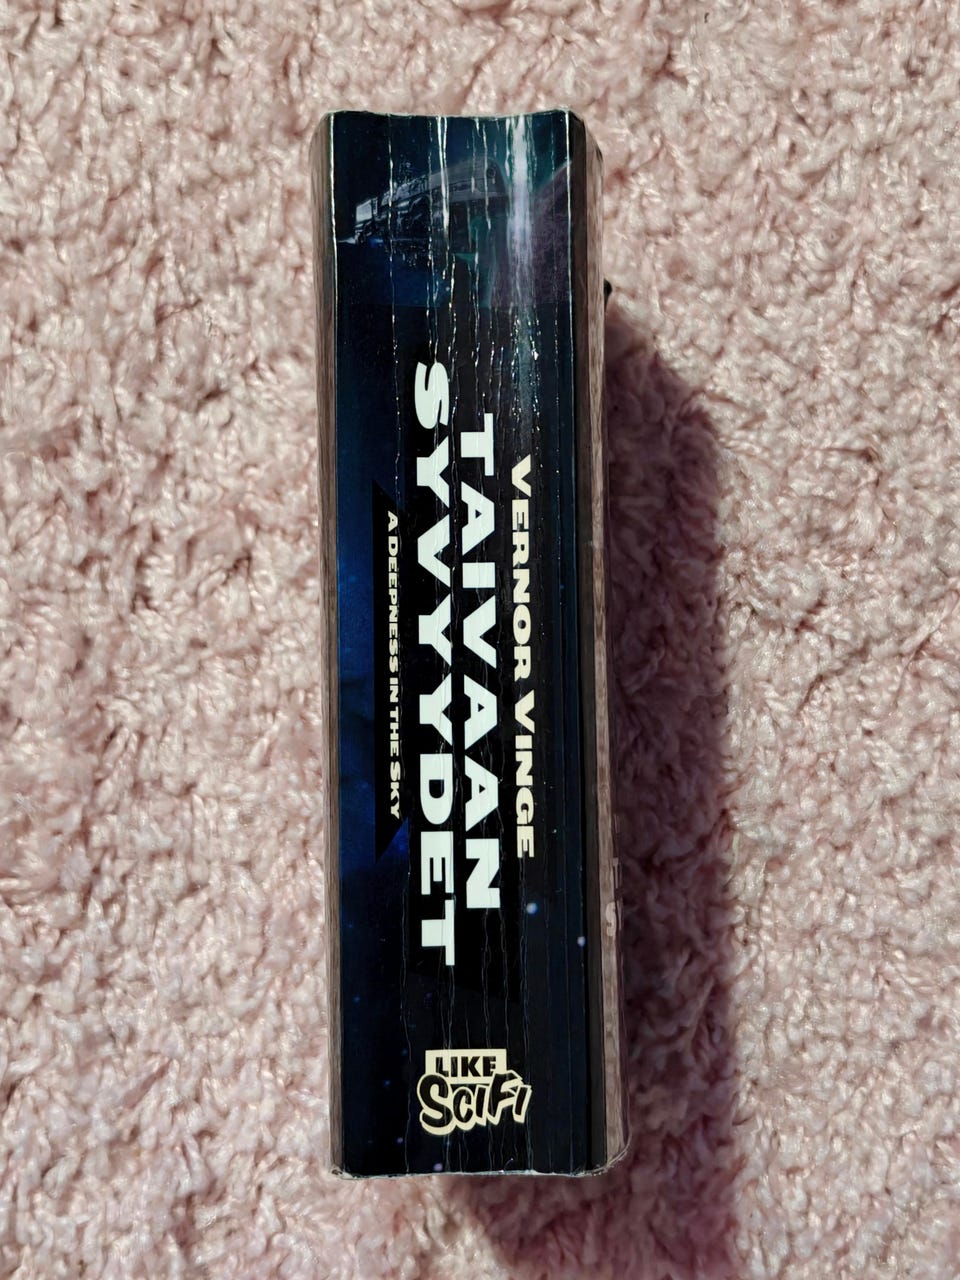 VERNOR VINGE
TAIVAAN
SYVYYDET
A DEEPNESS IN THE SKY
LIKE
SCIFI